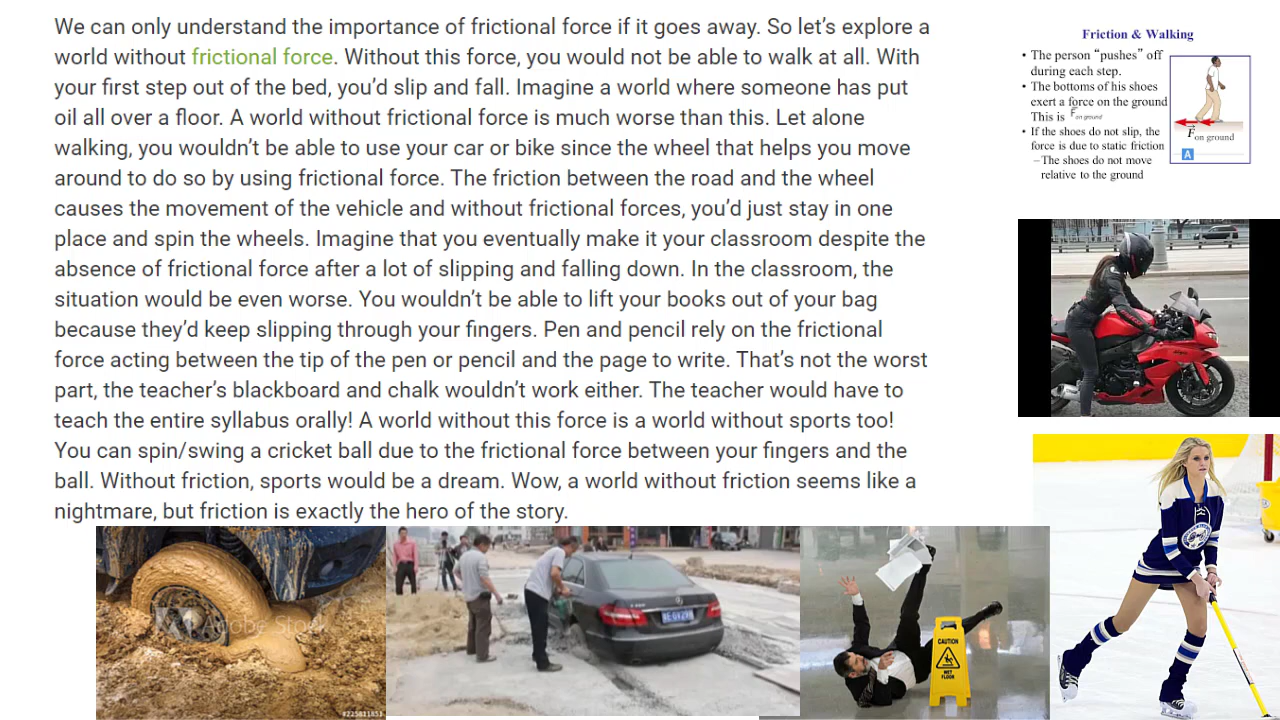 We can only understand the importance of frictional force if it goes away. So let's explore a
world without frictional force. Without this force, you would not be able to walk at all. With
your first step out of the bed, you'd slip and fall. Imagine a world where someone has put
oil all over a floor. A world without frictional force is much worse than this. Let alone
walking, you wouldn't be able to use your car or bike since the wheel that helps you move
around to do so by using frictional force. The friction between the road and the wheel
causes the movement of the vehicle and without frictional forces, you'd just stay in one
place and spin the wheels. Imagine that you eventually make it your classroom despite the
absence of frictional force after a lot of slipping and falling down. In the classroom, the
situation would be even worse. You wouldn't be able to lift your books out of your bag
because they'd keep slipping through your fingers. Pen and pencil rely on the frictional
force acting between the tip of the pen or pencil and the page to write. That's not the worst
part, the teacher's blackboard and chalk wouldn't work either. The teacher would have to
teach the entire syllabus orally! A world without this force is a world without sports too!
You can spin/swing a cricket ball due to the frictional force between your fingers and the
ball. Without friction, sports would be a dream. Wow, a world without friction seems like a
nightmare, but friction is exactly the hero of the story.
Friction & Walking
• The person “pushes” off
during each step.
• The bottoms of his shoes
exert a force on the ground
This is F on ground
• If the shoes do not slip, the
force is due to static friction
–The shoes do not move
relative to the ground
F on ground
A
Adobe Stock
CAUTION
WET
FLOOR